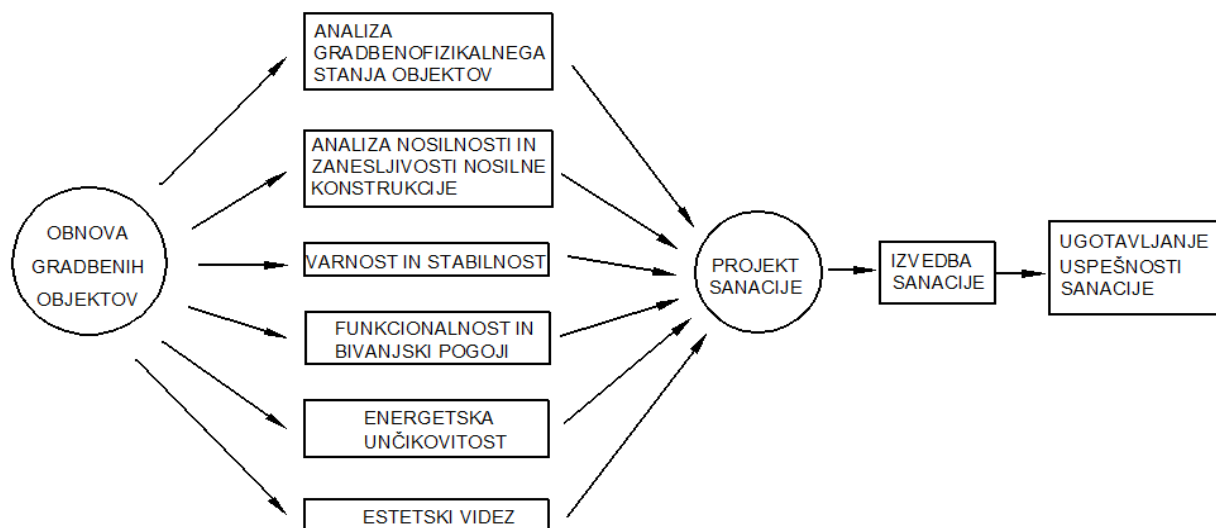 OBNOVA
GRADBENIH
OBJEKTOV
ANALIZA
GRADBENOFIZIKALNEGA
STANJA OBJEKTOV
ANALIZA NOSILNOSTI IN
ZANESLJIVOSTI NOSILNE
KONSTRUKCIJE
VARNOST IN STABILNOST
FUNKCIONALNOST IN
BIVANJSKI POGOJI
ENERGETSKA
UNČIKOVITOST
ESTETSKI VIDEZ
PROJEKT
SANACIJE
IZVEDBA
SANACIJE
UGOTAVLJANJE
USPEŠNOSTI
SANACIJE